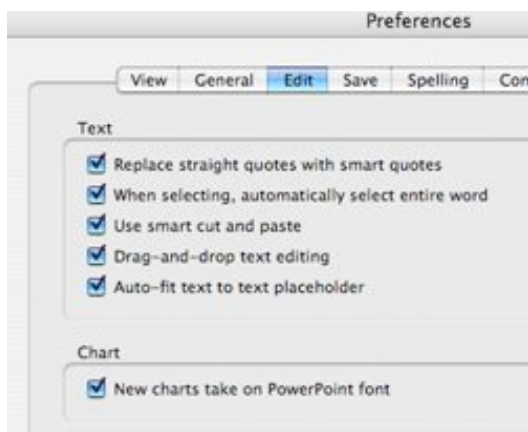 Preferences
View General Edit Save Spelling
Text
Replace straight quotes with smart quotes
When selecting, automatically select entire word
Use smart cut and paste
Drag-and-drop text editing
Auto-fit text to text placeholder
Chart
New charts take on PowerPoint font